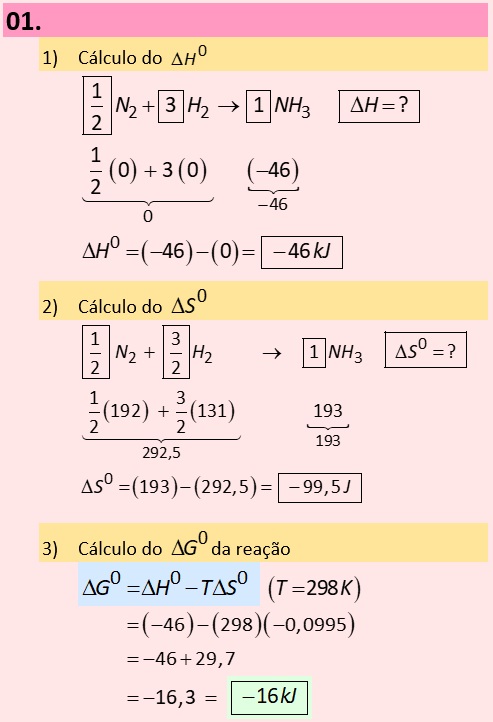 01.
1) Cálculo do ΔH⁰
1/2 N₂ + 3 H₂ → 1 NH₃ ΔH = ?
1/2 (0) + 3 (0) (−46)
0 −46
ΔH⁰ = (−46) − (0) = −46 kJ
2) Cálculo do ΔS⁰
1/2 N₂ + 3/2 H₂ → 1 NH₃ ΔS⁰ = ?
1/2 (192) + 3/2 (131) 193
292,5 193
ΔS⁰ = (193) − (292,5) = −99,5 J
3) Cálculo do ΔG⁰ da reação
ΔG⁰ = ΔH⁰ − TΔS⁰ (T = 298 K)
= (−46) − (298)(−0,0995)
= −46 + 29,7
= −16,3 = −16 kJ